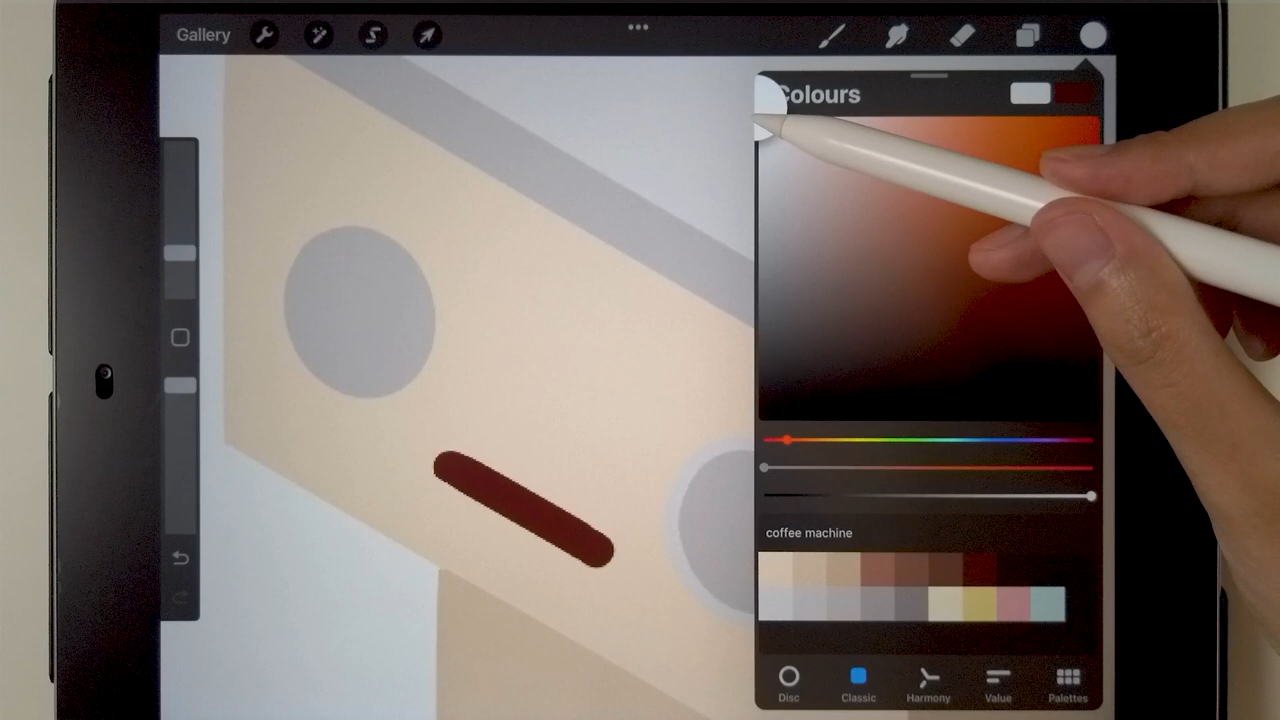 Gallery
Colours
coffee machine
Disc
Classic
Harmony
Value
Palettes